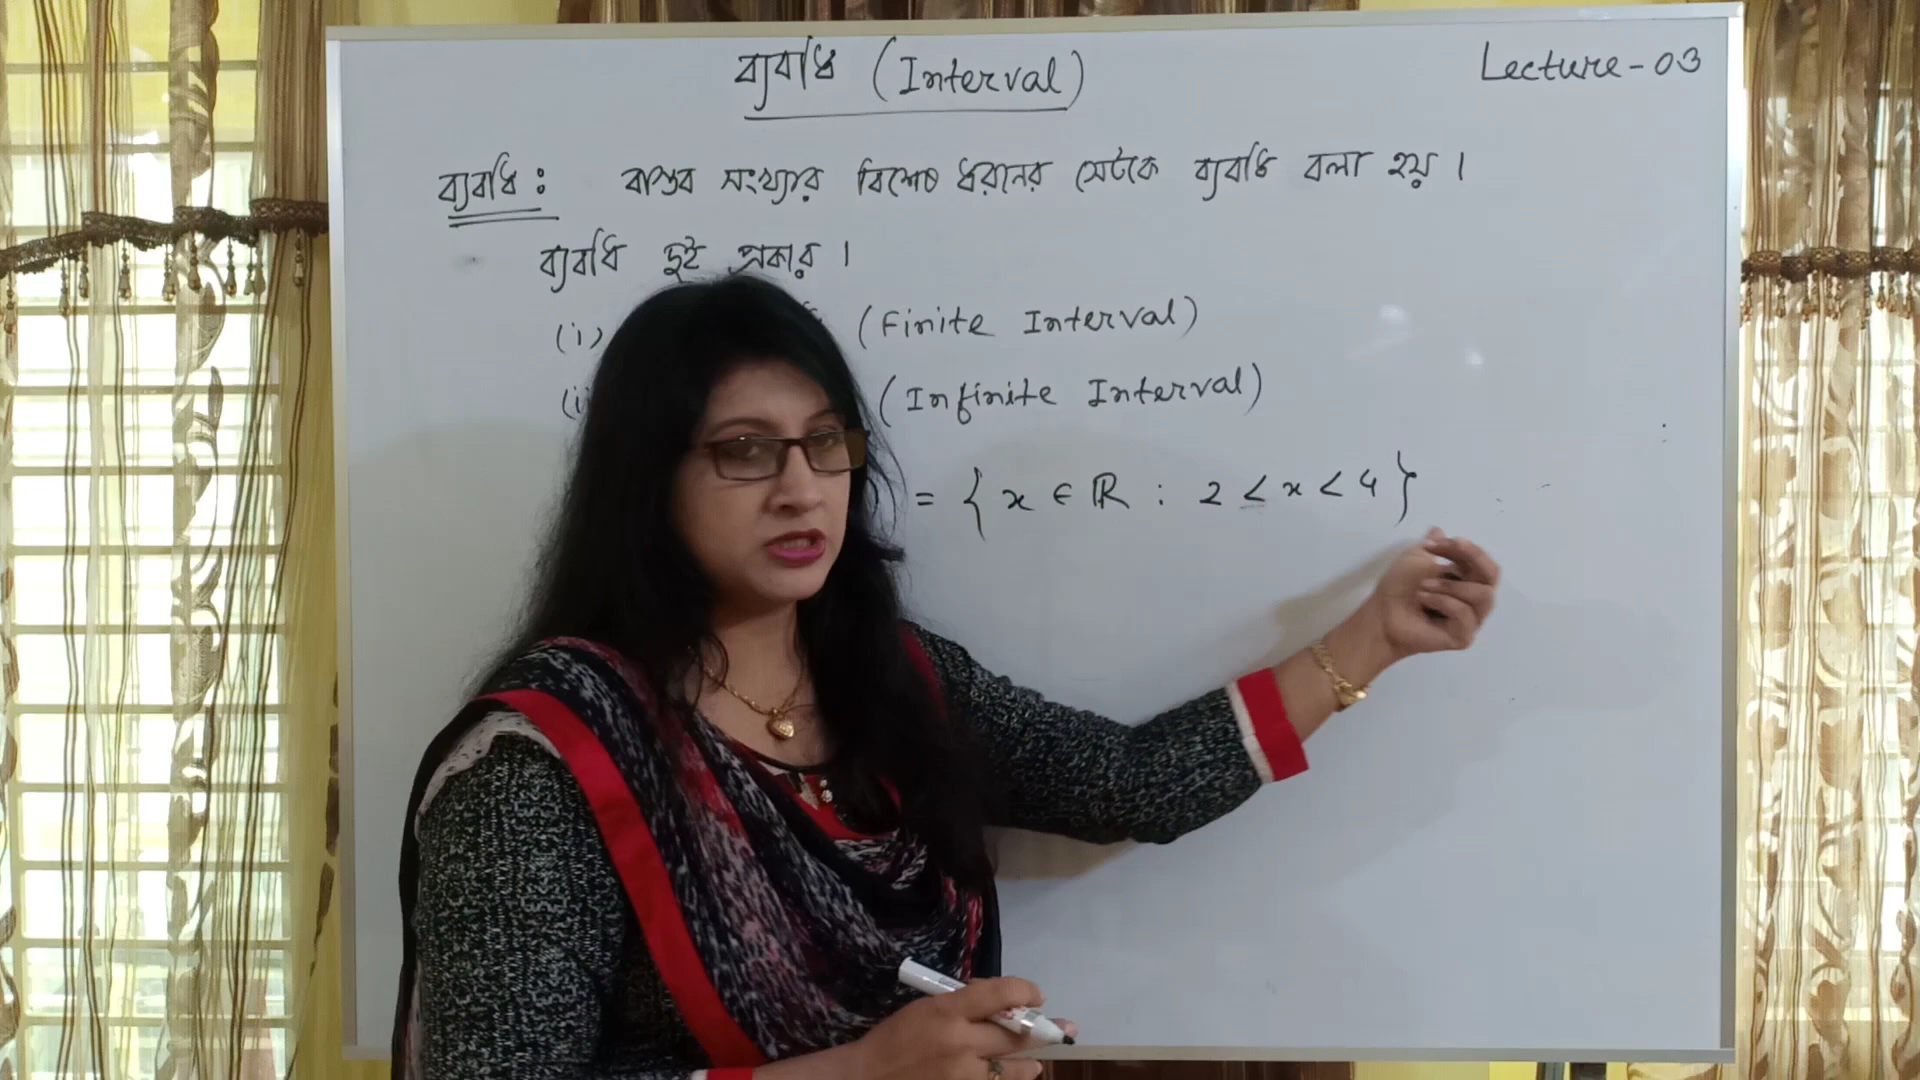 ব্যবধি (Interval)
Lecture-03
ব্যবধি : বাস্তব সংখ্যার বিশেষ ধরনের সেটকে ব্যবধি বলা হয় ।
ব্যবধি দুই প্রকার ।
(i) (Finite Interval)
(Infinite Interval)
= { x ∈ ℝ : 2 < x < 4 }